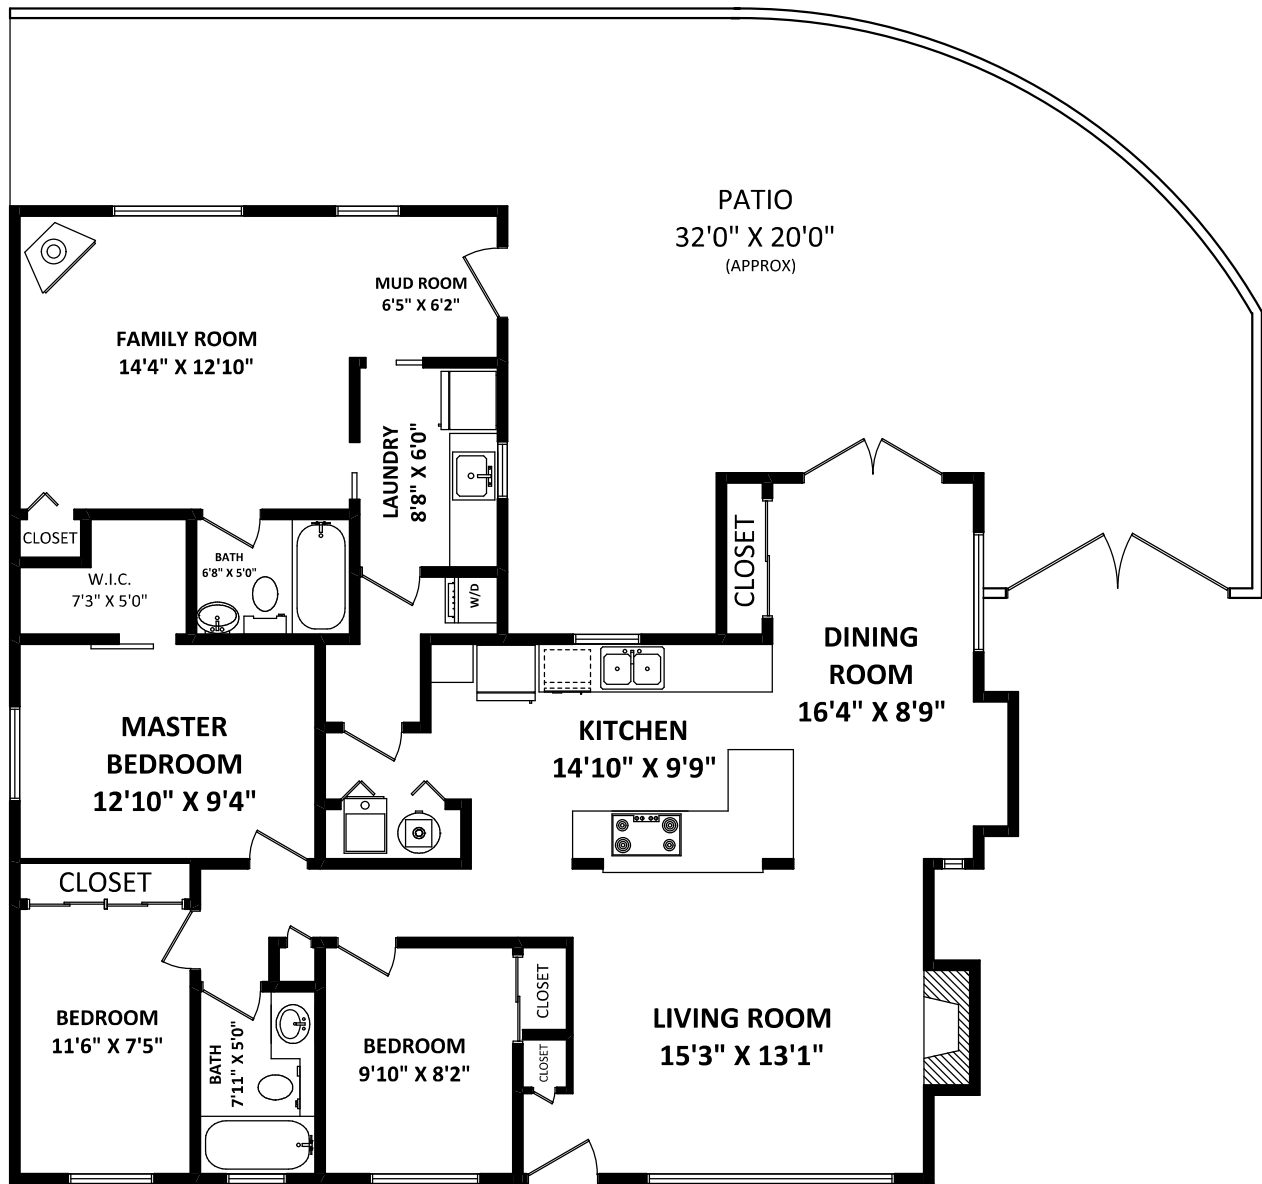 PATIO
32'0" X 20'0"
(APPROX)
MUD ROOM
6'5" X 6'2"
FAMILY ROOM
14'4" X 12'10"
LAUNDRY
8'8" X 6'0"
CLOSET
W.I.C.
7'3" X 5'0"
BATH
6'8" X 5'0"
W/D
CLOSET
DINING
ROOM
16'4" X 8'9"
MASTER
BEDROOM
12'10" X 9'4"
KITCHEN
14'10" X 9'9"
CLOSET
BEDROOM
11'6" X 7'5"
BATH
7'11" X 5'0"
BEDROOM
9'10" X 8'2"
CLOSET
CLOSET
LIVING ROOM
15'3" X 13'1"